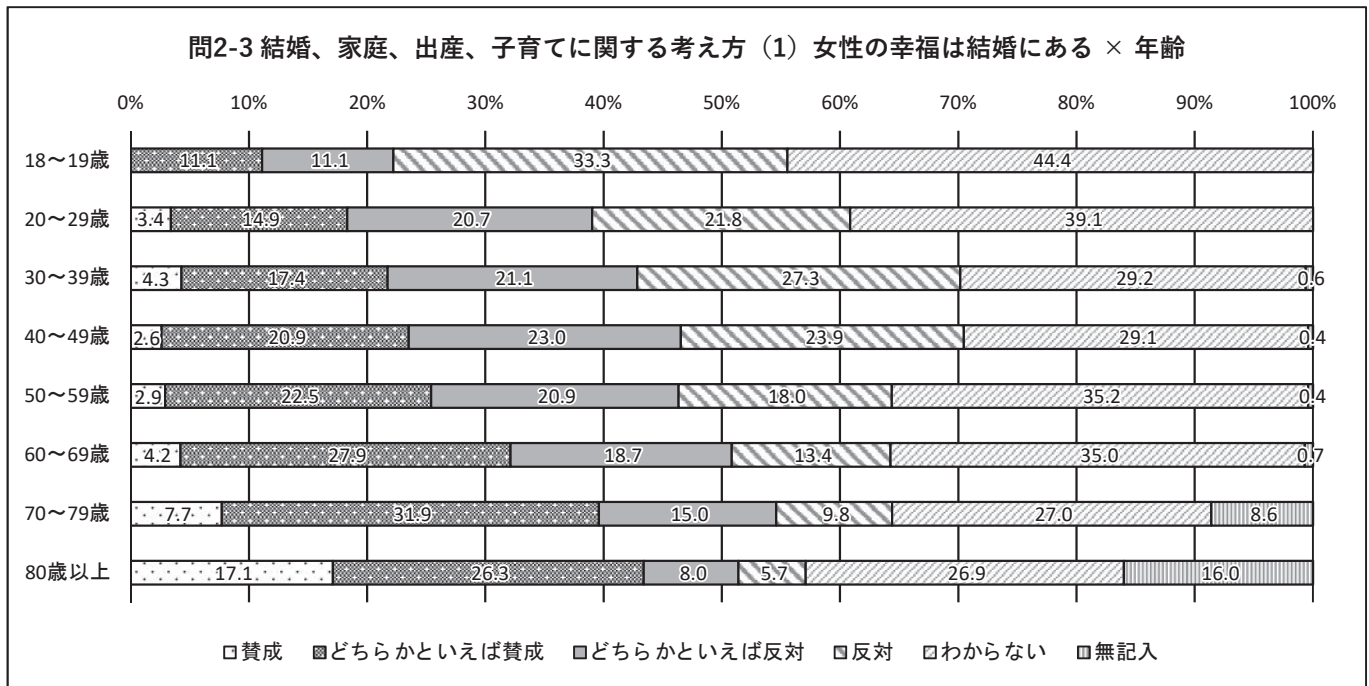 問2-3 結婚、家庭、出産、子育てに関する考え方（1）女性の幸福は結婚にある × 年齢
0% 10% 20% 30% 40% 50% 60% 70% 80% 90% 100%
18～19歳 11.1 11.1 33.3 44.4
20～29歳 3.4 14.9 20.7 21.8 39.1
30～39歳 4.3 17.4 21.1 27.3 29.2 0.6
40～49歳 2.6 20.9 23.0 23.9 29.1 0.4
50～59歳 2.9 22.5 20.9 18.0 35.2 0.4
60～69歳 4.2 27.9 18.7 13.4 35.0 0.7
70～79歳 7.7 31.9 15.0 9.8 27.0 8.6
80歳以上 17.1 26.3 8.0 5.7 26.9 16.0
賛成 どちらかといえば賛成 どちらかといえば反対 反対 わからない 無記入